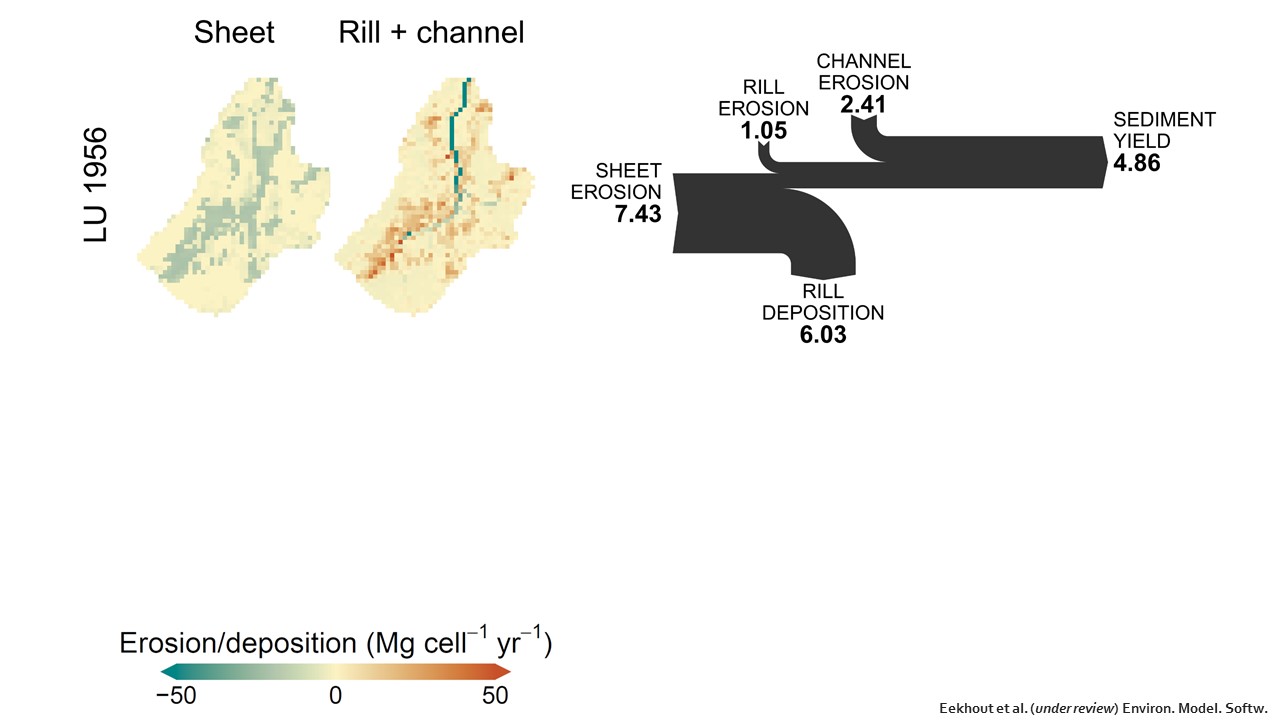 Sheet
Rill + channel
LU 1956
CHANNEL
EROSION
2.41
RILL
EROSION
1.05
SEDIMENT
YIELD
4.86
SHEET
EROSION
7.43
RILL
DEPOSITION
6.03
Erosion/deposition (Mg cell⁻¹ yr⁻¹)
−50 0 50
Eekhout et al. (under review) Environ. Model. Softw.